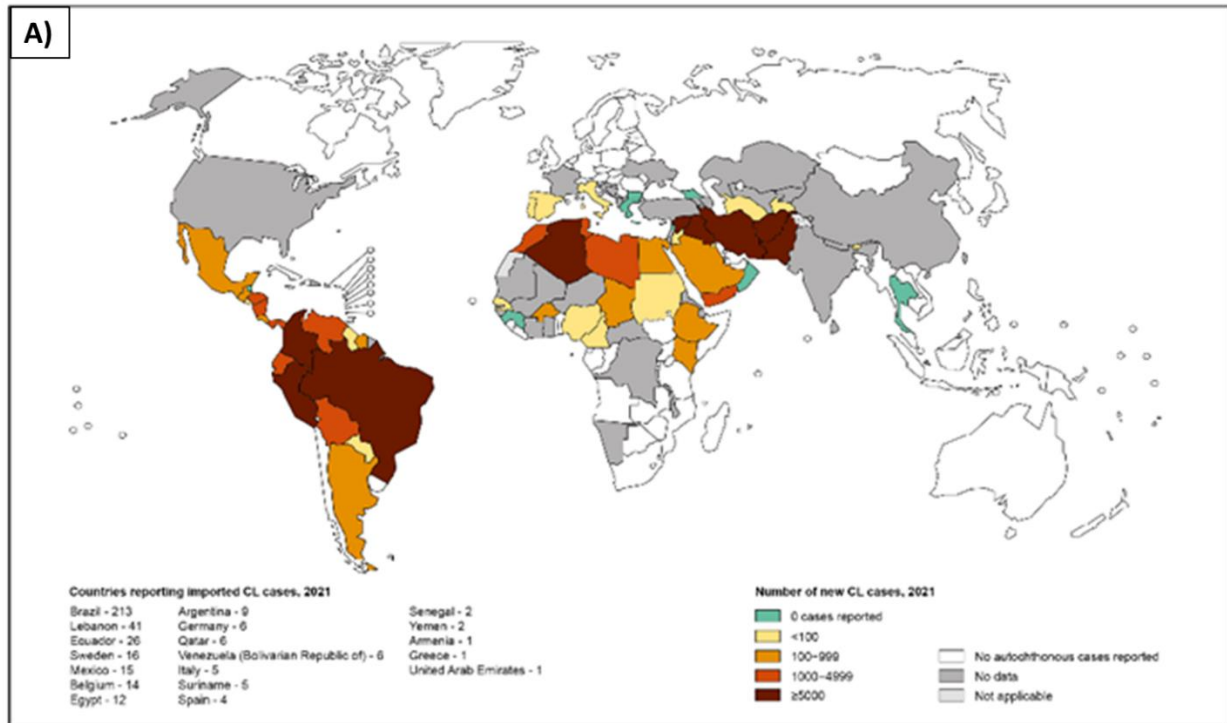 A)
Countries reporting imported CL cases, 2021
Brazil - 213
Lebanon - 41
Ecuador - 26
Sweden - 16
Mexico - 15
Belgium - 14
Egypt - 12
Argentina - 9
Germany - 6
Qatar - 6
Venezuela (Bolivarian Republic of) - 6
Italy - 5
Suriname - 5
Spain - 4
Senegal - 2
Yemen - 2
Armenia - 1
Greece - 1
United Arab Emirates - 1
Number of new CL cases, 2021
0 cases reported
<100
100–999
1000–4999
≥5000
No autochthonous cases reported
No data
Not applicable